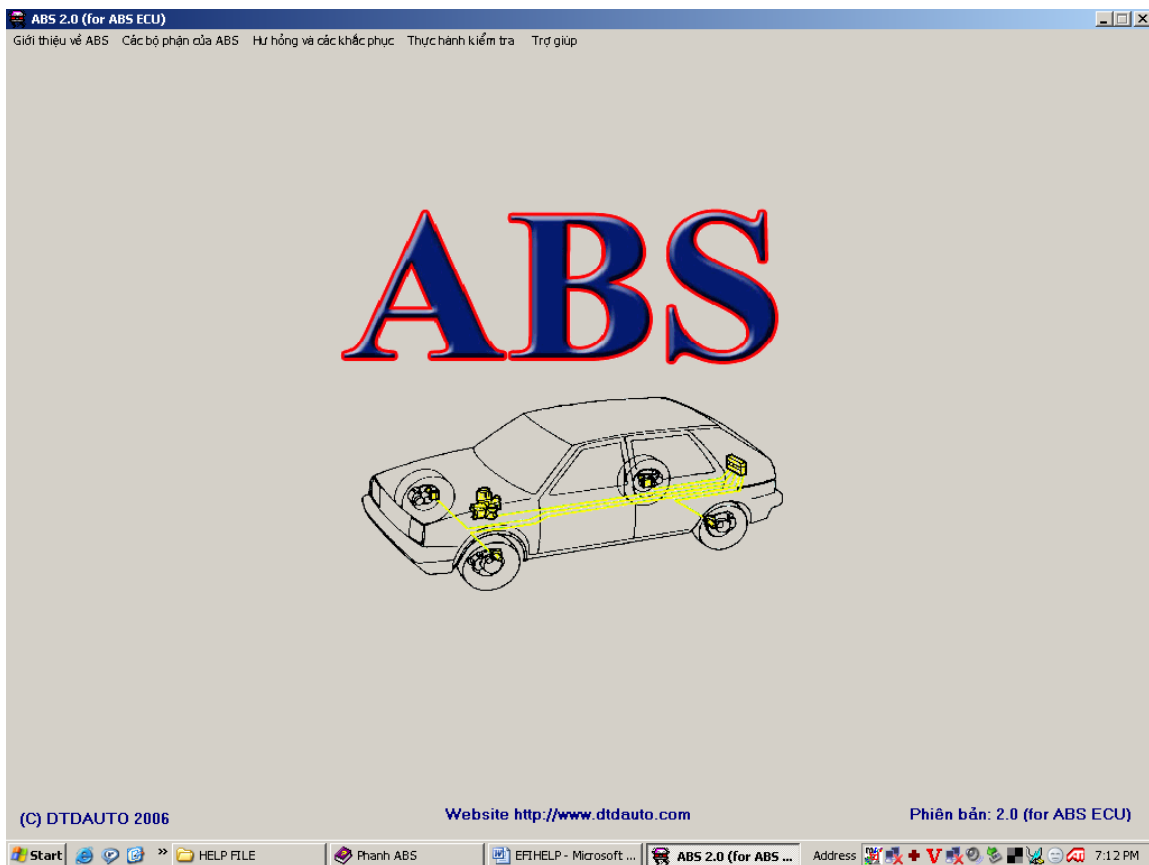 ABS 2.0 (for ABS ECU)
Giới thiệu về ABS Các bộ phận của ABS Hư hỏng và các khắc phục Thực hành kiểm tra Trợ giúp
ABS
(C) DTDAUTO 2006 Website http://www.dtdauto.com Phiên bản: 2.0 (for ABS ECU)
Start » HELP FILE Phanh ABS EFIHELP - Microsoft ... ABS 2.0 (for ABS ... Address V 7:12 PM